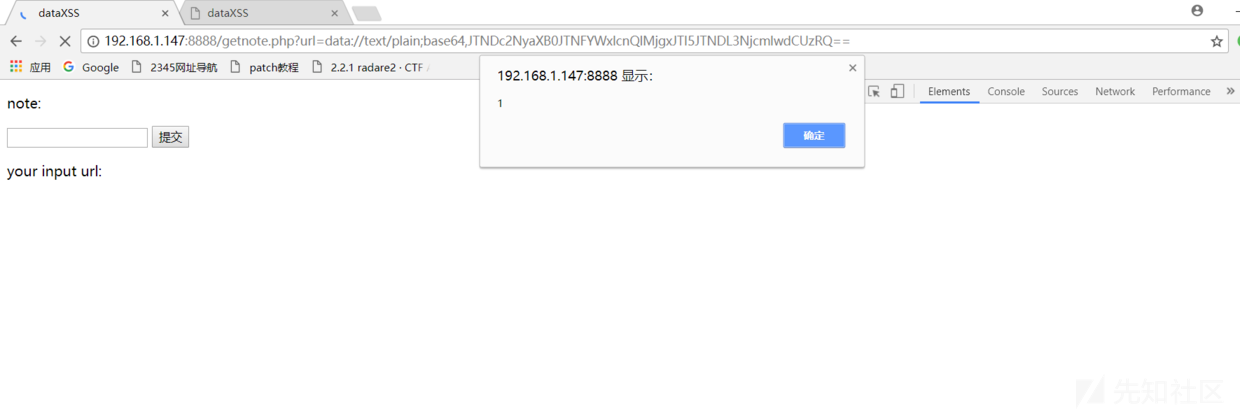 dataXSS
dataXSS
192.168.1.147:8888/getnote.php?url=data://text/plain;base64,JTNDc2NyaXB0JTNFYWxlcnQlMjgxJTI5JTNDL3NjcmlwdCUzRQ==
应用 Google 2345网址导航 patch教程 2.2.1 radare2 · CTF
192.168.1.147:8888 显示:
1
确定
Elements Console Sources Network Performance
note:
提交
your input url:
先知社区